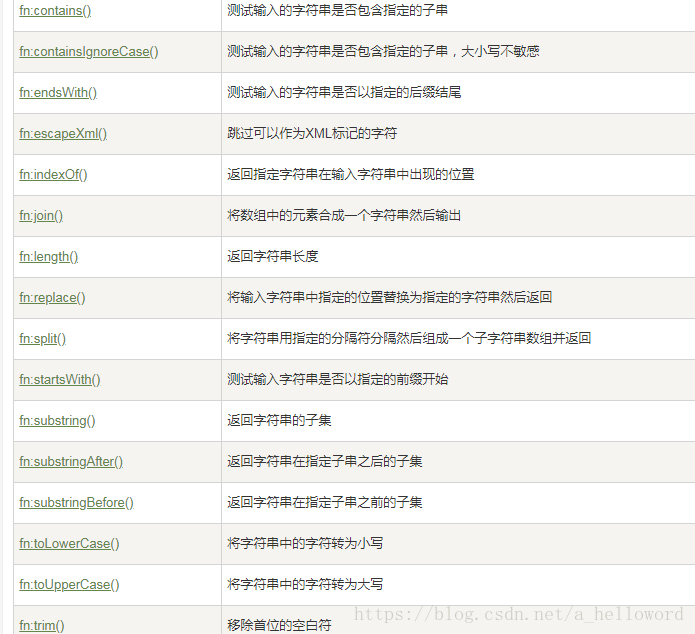 fn:contains() 测试输入的字符串是否包含指定的子串
fn:containsIgnoreCase() 测试输入的字符串是否包含指定的子串，大小写不敏感
fn:endsWith() 测试输入的字符串是否以指定的后缀结尾
fn:escapeXml() 跳过可以作为XML标记的字符
fn:indexOf() 返回指定字符串在输入字符串中出现的位置
fn:join() 将数组中的元素合成一个字符串然后输出
fn:length() 返回字符串长度
fn:replace() 将输入字符串中指定的位置替换为指定的字符串然后返回
fn:split() 将字符串用指定的分隔符分隔然后组成一个子字符串数组并返回
fn:startsWith() 测试输入字符串是否以指定的前缀开始
fn:substring() 返回字符串的子集
fn:substringAfter() 返回字符串在指定子串之后的子集
fn:substringBefore() 返回字符串在指定子串之前的子集
fn:toLowerCase() 将字符串中的字符转为小写
fn:toUpperCase() 将字符串中的字符转为大写
fn:trim() 移除首位的空白符
https://blog.csdn.net/a_helloword